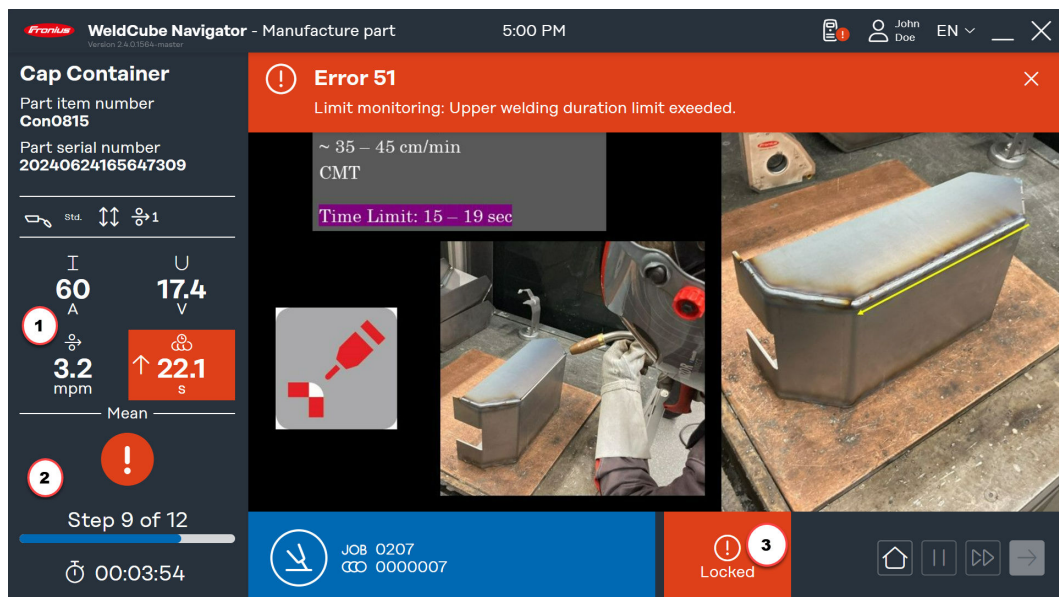 Fronius WeldCube Navigator - Manufacture part 5:00 PM John Doe EN
Version 2.4.0.1564-master
Cap Container
Part item number
Con0815
Part serial number
20240624165647309
Std. 1
I U
60 17.4
A V
1
3.2 22.1
mpm s
Mean
!
2
Step 9 of 12
00:03:54
Error 51
Limit monitoring: Upper welding duration limit exeeded.
~ 35 – 45 cm/min
CMT
Time Limit: 15 – 19 sec
Fronius
JOB 0207
0000007
3
Locked